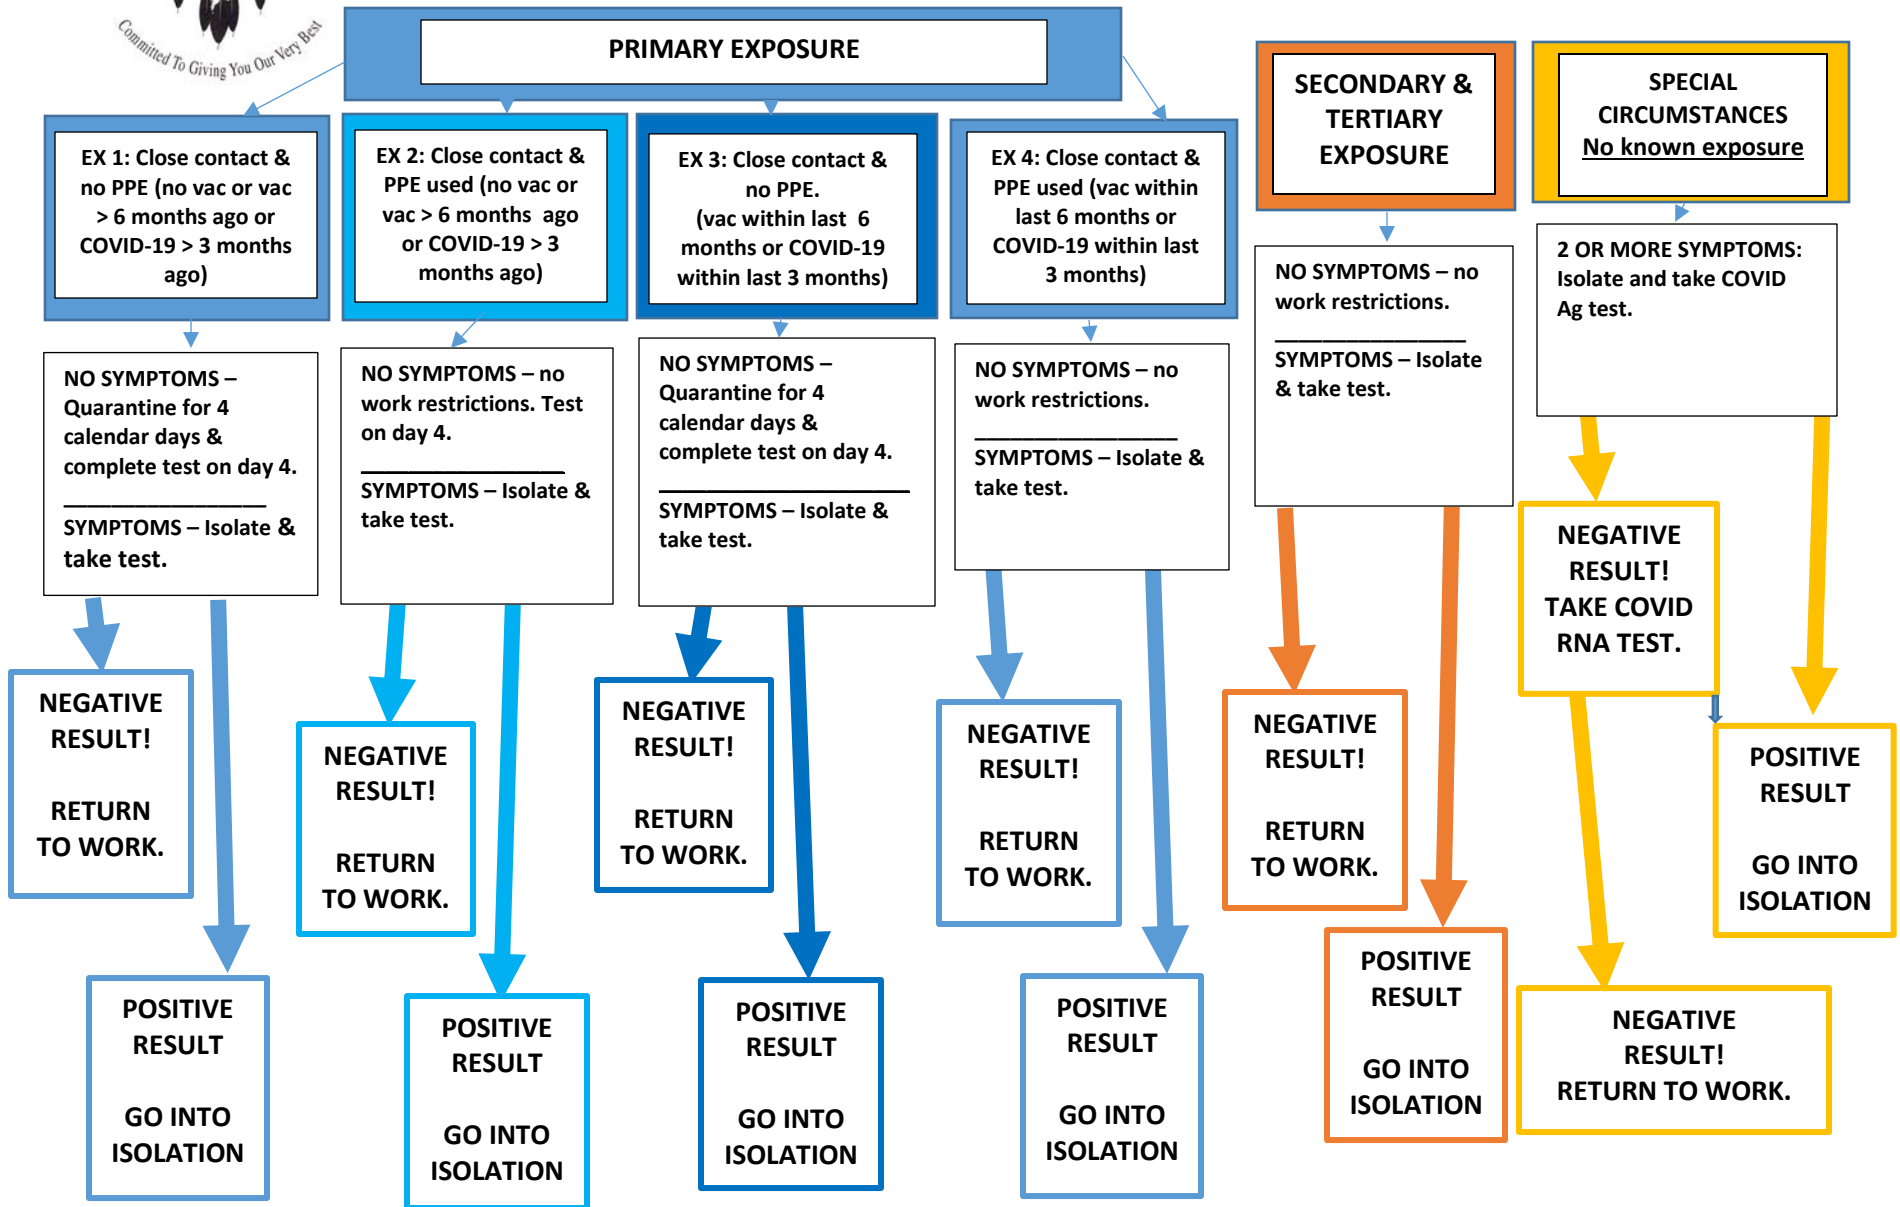 Committed To Giving You Our Very Best
PRIMARY EXPOSURE
EX 1: Close contact &
no PPE (no vac or vac
> 6 months ago or
COVID-19 > 3 months
ago)
EX 2: Close contact &
PPE used (no vac or
vac > 6 months ago
or COVID-19 > 3
months ago)
EX 3: Close contact &
no PPE.
(vac within last 6
months or COVID-19
within last 3 months)
EX 4: Close contact &
PPE used (vac within
last 6 months or
COVID-19 within last
3 months)
SECONDARY &
TERTIARY
EXPOSURE
SPECIAL
CIRCUMSTANCES
No known exposure
NO SYMPTOMS –
Quarantine for 4
calendar days &
complete test on day 4.
__________________
SYMPTOMS – Isolate &
take test.
NO SYMPTOMS – no
work restrictions. Test
on day 4.
__________________
SYMPTOMS – Isolate &
take test.
NO SYMPTOMS –
Quarantine for 4
calendar days &
complete test on day 4.
______________________
SYMPTOMS – Isolate &
take test.
NO SYMPTOMS – no
work restrictions.
__________________
SYMPTOMS – Isolate &
take test.
NO SYMPTOMS – no
work restrictions.
_________________
SYMPTOMS – Isolate
& take test.
2 OR MORE SYMPTOMS:
Isolate and take COVID
Ag test.
NEGATIVE
RESULT!
RETURN
TO WORK.
POSITIVE
RESULT
GO INTO
ISOLATION
NEGATIVE
RESULT!
RETURN
TO WORK.
POSITIVE
RESULT
GO INTO
ISOLATION
NEGATIVE
RESULT!
RETURN
TO WORK.
POSITIVE
RESULT
GO INTO
ISOLATION
NEGATIVE
RESULT!
RETURN
TO WORK.
POSITIVE
RESULT
GO INTO
ISOLATION
NEGATIVE
RESULT!
RETURN
TO WORK.
POSITIVE
RESULT
GO INTO
ISOLATION
NEGATIVE
RESULT!
TAKE COVID
RNA TEST.
POSITIVE
RESULT
GO INTO
ISOLATION
NEGATIVE
RESULT!
RETURN TO WORK.